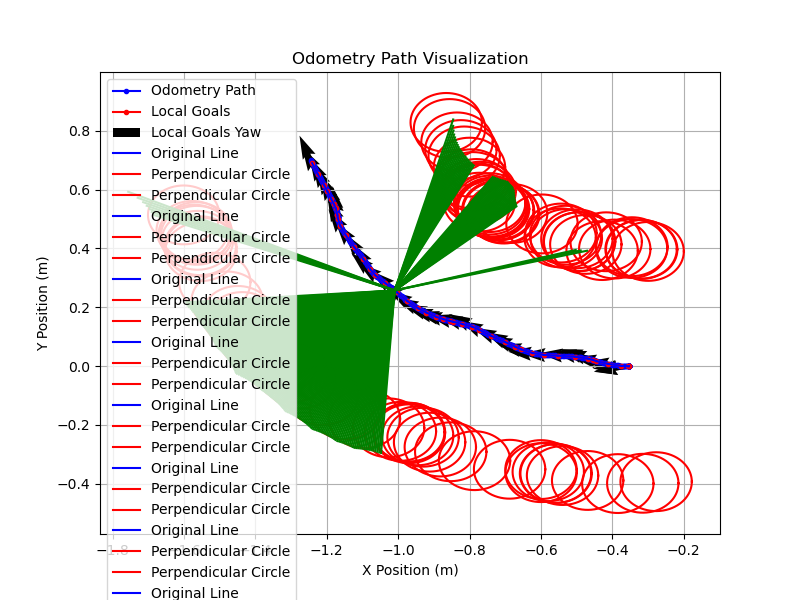 Odometry Path Visualization
Y Position (m)
0.8
0.6
0.4
0.2
0.0
−0.2
−0.4
Odometry Path
Local Goals
Local Goals Yaw
Original Line
Perpendicular Circle
Perpendicular Circle
Original Line
Perpendicular Circle
Perpendicular Circle
Original Line
Perpendicular Circle
Perpendicular Circle
Original Line
Perpendicular Circle
Perpendicular Circle
Original Line
Perpendicular Circle
Perpendicular Circle
Original Line
Perpendicular Circle
Perpendicular Circle
Original Line
Perpendicular Circle
Perpendicular Circle
Original Line
−1.2 −1.0 −0.8 −0.6 −0.4 −0.2
X Position (m)